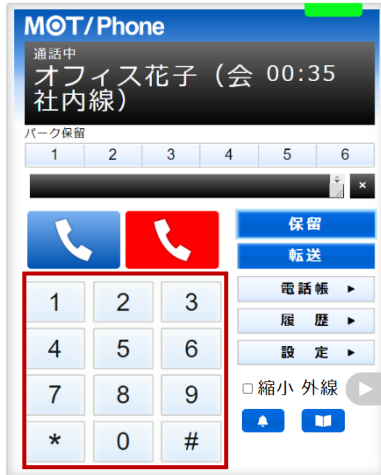 MOT/Phone
通話中
オフィス花子（会 00:35
社内線）
パーク保留
1 2 3 4 5 6
×
保留
転送
1 2 3
電話帳 ▶
履 歴 ▶
4 5 6
設 定 ▶
7 8 9
縮小 外線
* 0 #